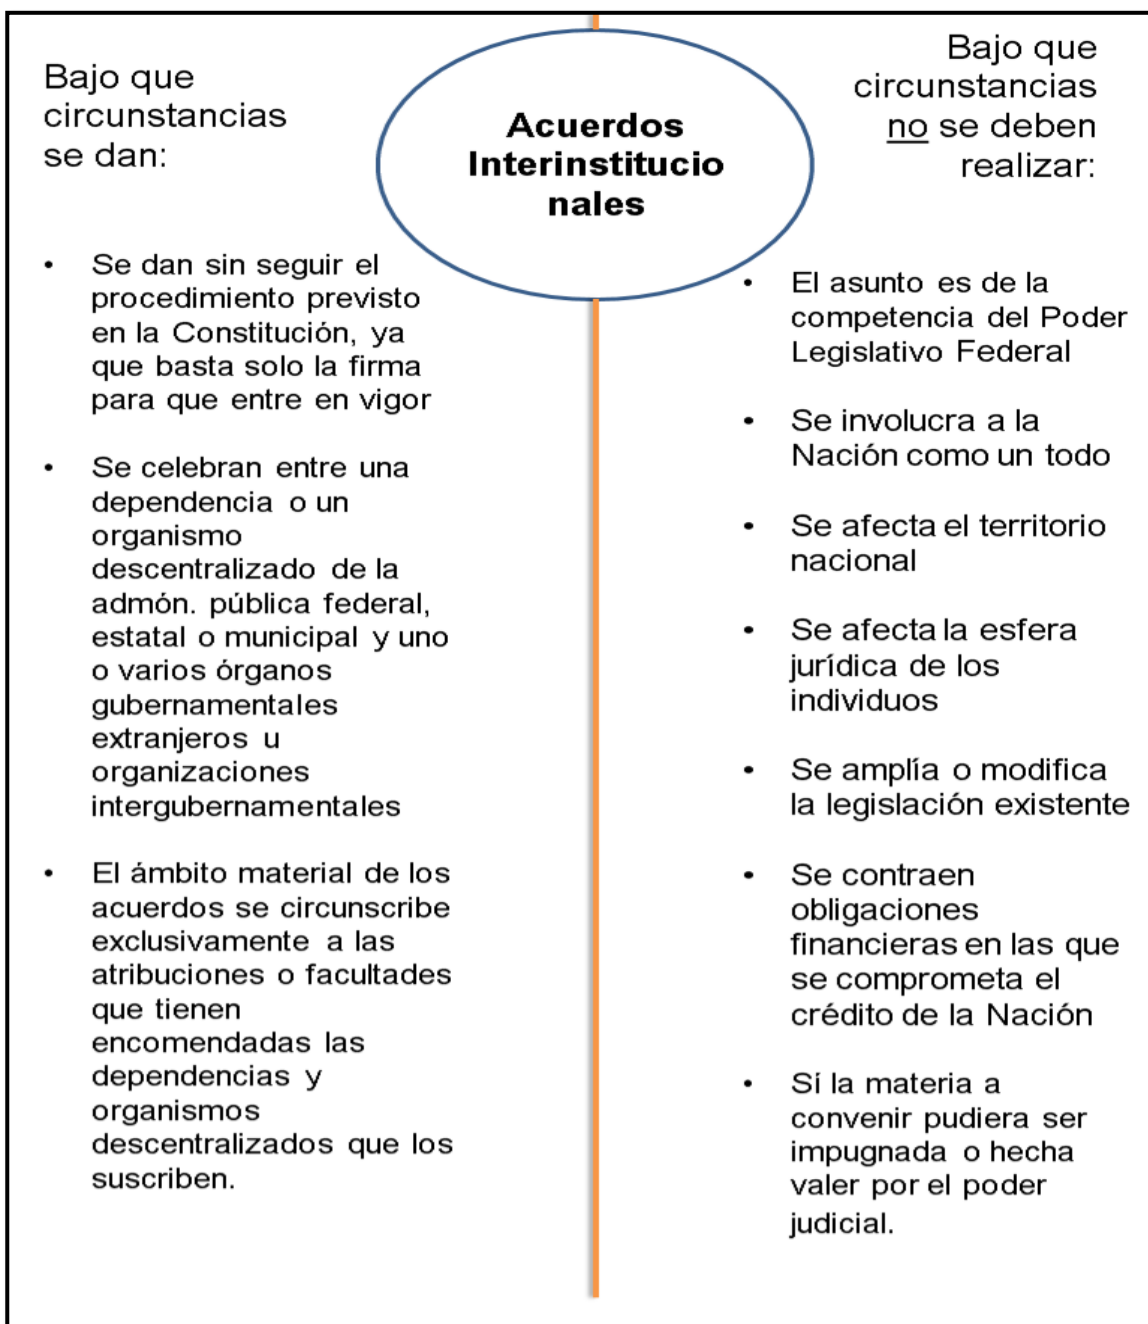 Bajo que
circunstancias
se dan:
Acuerdos
Interinstitucio
nales
Bajo que
circunstancias
no se deben
realizar:
• Se dan sin seguir el
procedimiento previsto
en la Constitución, ya
que basta solo la firma
para que entre en vigor
• Se celebran entre una
dependencia o un
organismo
descentralizado de la
admón. pública federal,
estatal o municipal y uno
o varios órganos
gubernamentales
extranjeros u
organizaciones
intergubernamentales
• El ámbito material de los
acuerdos se circunscribe
exclusivamente a las
atribuciones o facultades
que tienen
encomendadas las
dependencias y
organismos
descentralizados que los
suscriben.
• El asunto es de la
competencia del Poder
Legislativo Federal
• Se involucra a la
Nación como un todo
• Se afecta el territorio
nacional
• Se afecta la esfera
jurídica de los
individuos
• Se amplía o modifica
la legislación existente
• Se contraen
obligaciones
financieras en las que
se comprometa el
crédito de la Nación
• Sí la materia a
convenir pudiera ser
impugnada o hecha
valer por el poder
judicial.